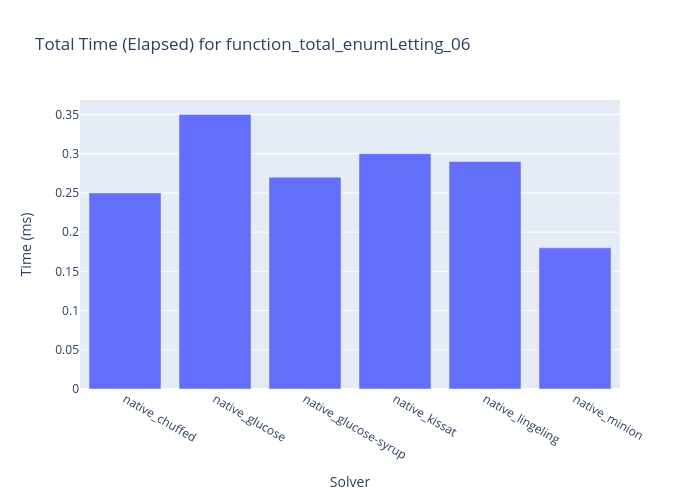 Total Time (Elapsed) for function_total_enumLetting_06
0.35
0.3
0.25
0.2
0.15
0.1
0.05
0
Time (ms)
native_chuffed
native_glucose
native_glucose-syrup
native_kissat
native_lingeling
native_minion
Solver